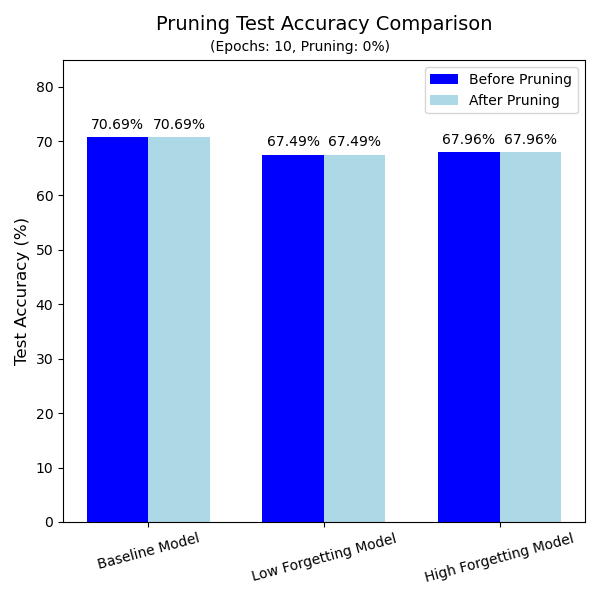 Pruning Test Accuracy Comparison
(Epochs: 10, Pruning: 0%)
Before Pruning
After Pruning
Test Accuracy (%)
80
70
60
50
40
30
20
10
0
70.69% 70.69%
67.49% 67.49%
67.96% 67.96%
Baseline Model
Low Forgetting Model
High Forgetting Model